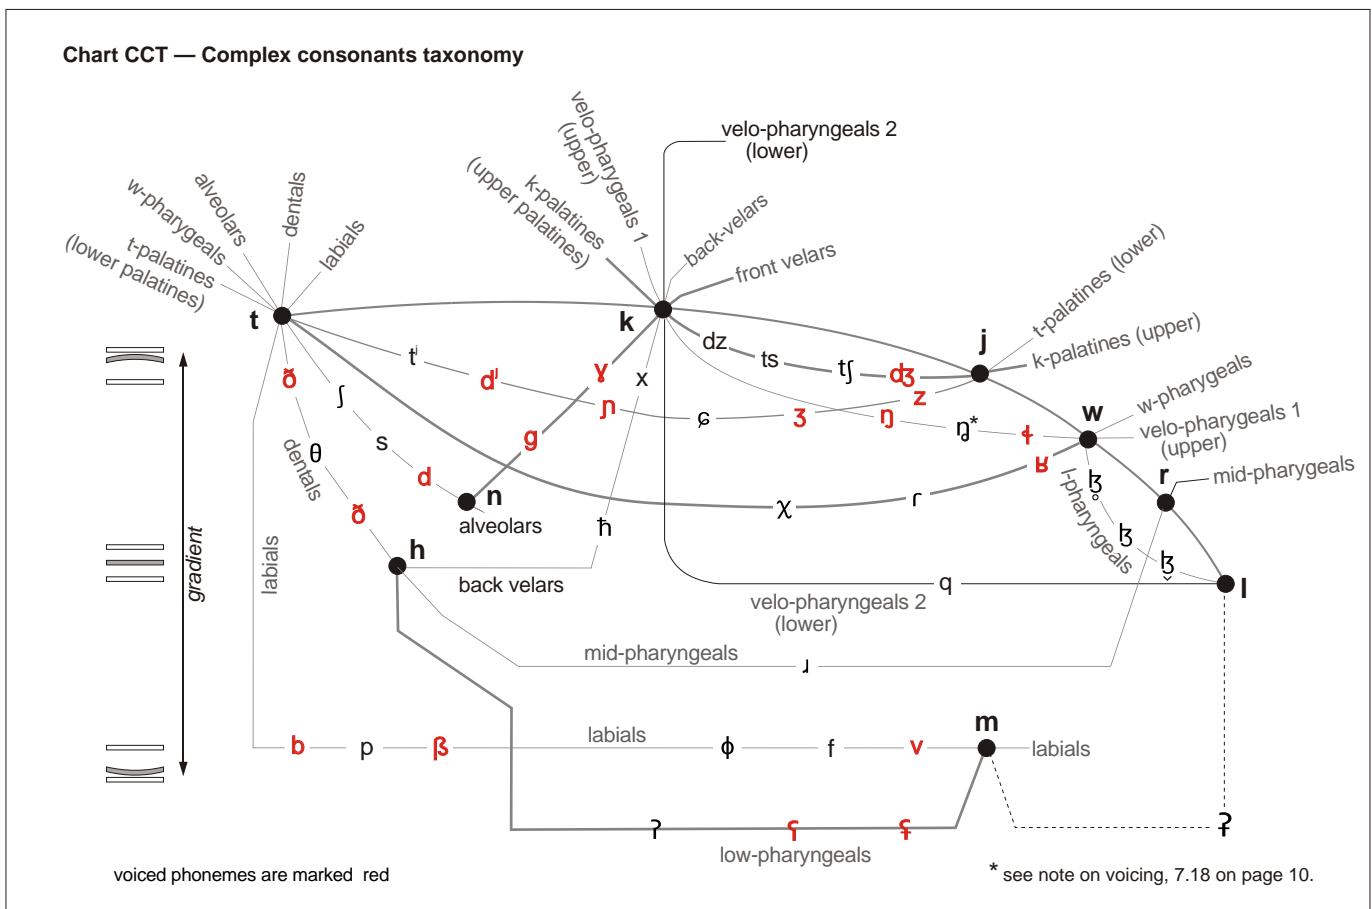 Chart CCT — Complex consonants taxonomy
velo-pharygeals 1
(upper)
velo-pharyngeals 2
(lower)
k-palatines
(upper palatines)
back-velars
front velars
alveolars
dentals
w-pharygeals
labials
t-palatines
(lower palatines)
t-palatines (lower)
k-palatines (upper)
w-pharygeals
velo-pharygeals 1
(upper)
mid-pharygeals
t
k
j
w
r
l
n
h
m
tʲ
dʲ
ɲ
ɕ
ʒ
z
dz
ts
tʃ
ʤ
ɣ
g
x
ħ
ŋ
ɬ
ʁ
χ
ɾ
ð
ʃ
θ
s
d
ð
dentals
alveolars
back velars
l-pharyngeals
q
velo-pharyngeals 2
(lower)
mid-pharyngeals
ɹ
labials
gradient
b
p
ß
labials
ɸ
f
v
labials
ʔ
ʕ
low-pharyngeals
voiced phonemes are marked red
* see note on voicing, 7.18 on page 10.